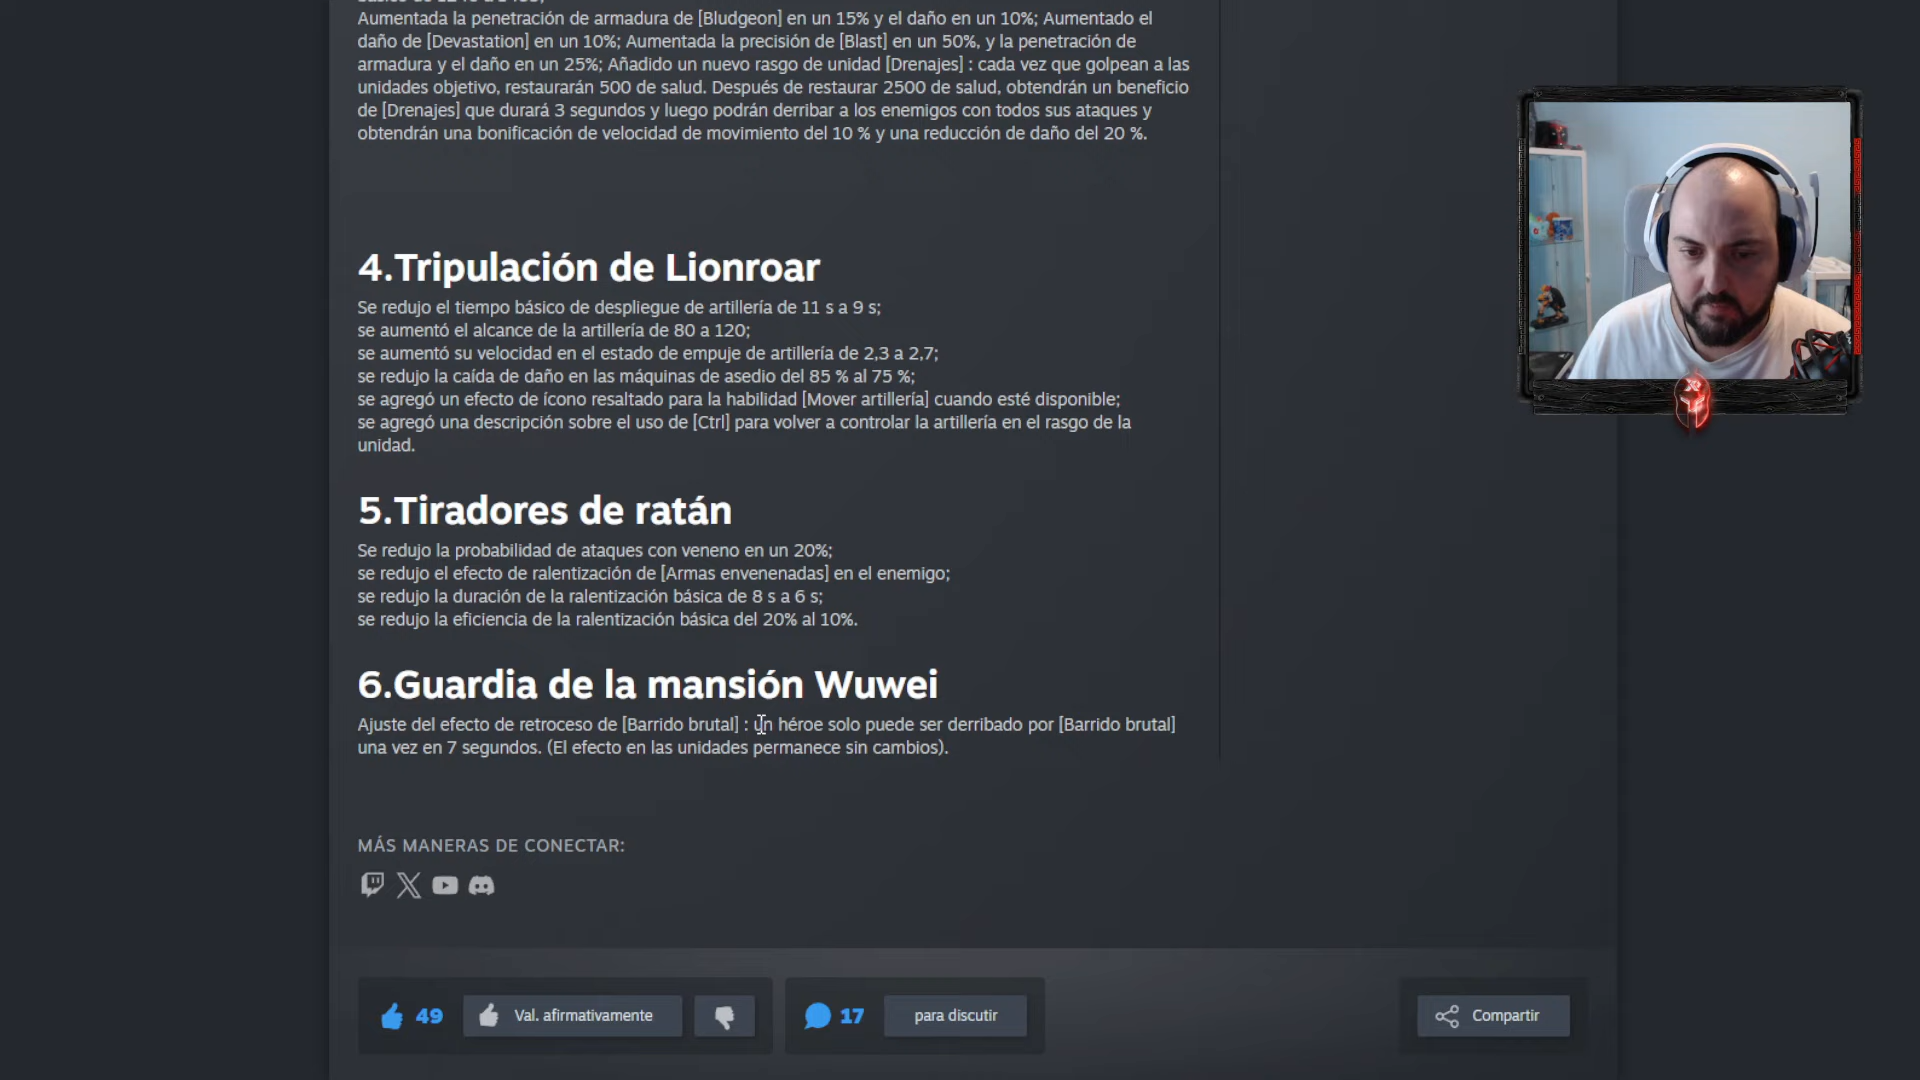 Aumentada la penetración de armadura de [Bludgeon] en un 15% y el daño en un 10%; Aumentado el
daño de [Devastation] en un 10%; Aumentada la precisión de [Blast] en un 50%, y la penetración de
armadura y el daño en un 25%; Añadido un nuevo rasgo de unidad [Drenajes] : cada vez que golpean a las
unidades objetivo, restaurarán 500 de salud. Después de restaurar 2500 de salud, obtendrán un beneficio
de [Drenajes] que durará 3 segundos y luego podrán derribar a los enemigos con todos sus ataques y
obtendrán una bonificación de velocidad de movimiento del 10 % y una reducción de daño del 20 %.
4.Tripulación de Lionroar
Se redujo el tiempo básico de despliegue de artillería de 11 s a 9 s;
se aumentó el alcance de la artillería de 80 a 120;
se aumentó su velocidad en el estado de empuje de artillería de 2,3 a 2,7;
se redujo la caída de daño en las máquinas de asedio del 85 % al 75 %;
se agregó un efecto de ícono resaltado para la habilidad [Mover artillería] cuando esté disponible;
se agregó una descripción sobre el uso de [Ctrl] para volver a controlar la artillería en el rasgo de la
unidad.
5.Tiradores de ratán
Se redujo la probabilidad de ataques con veneno en un 20%;
se redujo el efecto de ralentización de [Armas envenenadas] en el enemigo;
se redujo la duración de la ralentización básica de 8 s a 6 s;
se redujo la eficiencia de la ralentización básica del 20% al 10%.
6.Guardia de la mansión Wuwei
Ajuste del efecto de retroceso de [Barrido brutal] : un héroe solo puede ser derribado por [Barrido brutal]
una vez en 7 segundos. (El efecto en las unidades permanece sin cambios).
MÁS MANERAS DE CONECTAR:
49
Val. afirmativamente
17
para discutir
Compartir